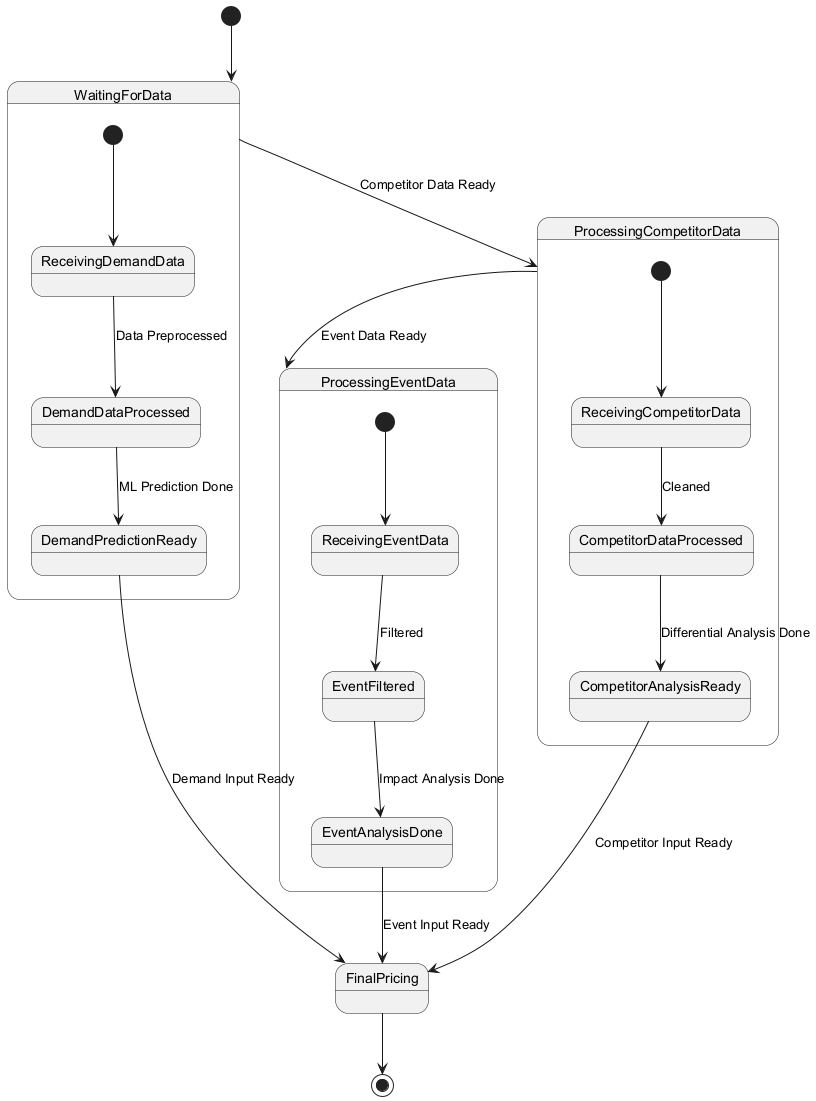 WaitingForData
Competitor Data Ready
ProcessingCompetitorData
ReceivingDemandData
Data Preprocessed
Event Data Ready
ProcessingEventData
DemandDataProcessed
ReceivingCompetitorData
ML Prediction Done
Cleaned
DemandPredictionReady
ReceivingEventData
CompetitorDataProcessed
Filtered
Differential Analysis Done
EventFiltered
CompetitorAnalysisReady
Demand Input Ready
Impact Analysis Done
EventAnalysisDone
Competitor Input Ready
Event Input Ready
FinalPricing